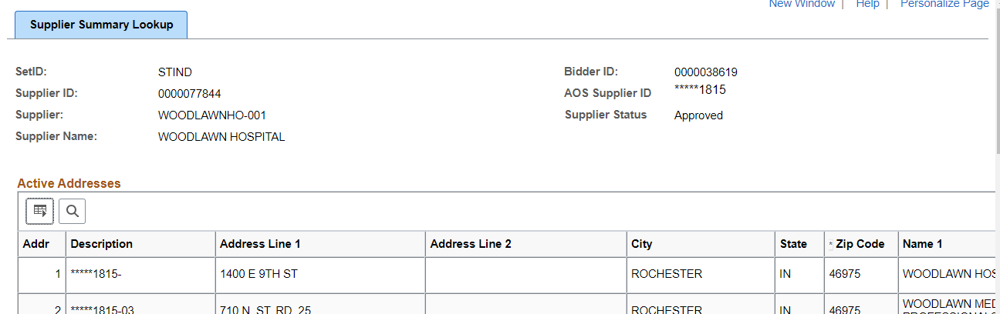 New Window | Help | Personalize Page
Supplier Summary Lookup
SetID: STIND Bidder ID: 0000038619
Supplier ID: 0000077844 AOS Supplier ID *****1815
Supplier: WOODLAWNHO-001 Supplier Status Approved
Supplier Name: WOODLAWN HOSPITAL
Active Addresses
Addr Description Address Line 1 Address Line 2 City State * Zip Code Name 1
1 *****1815- 1400 E 9TH ST ROCHESTER IN 46975 WOODLAWN HOS
2 *****1815-03 710 N ST RD 25 ROCHESTER IN 46975 WOODLAWN MED